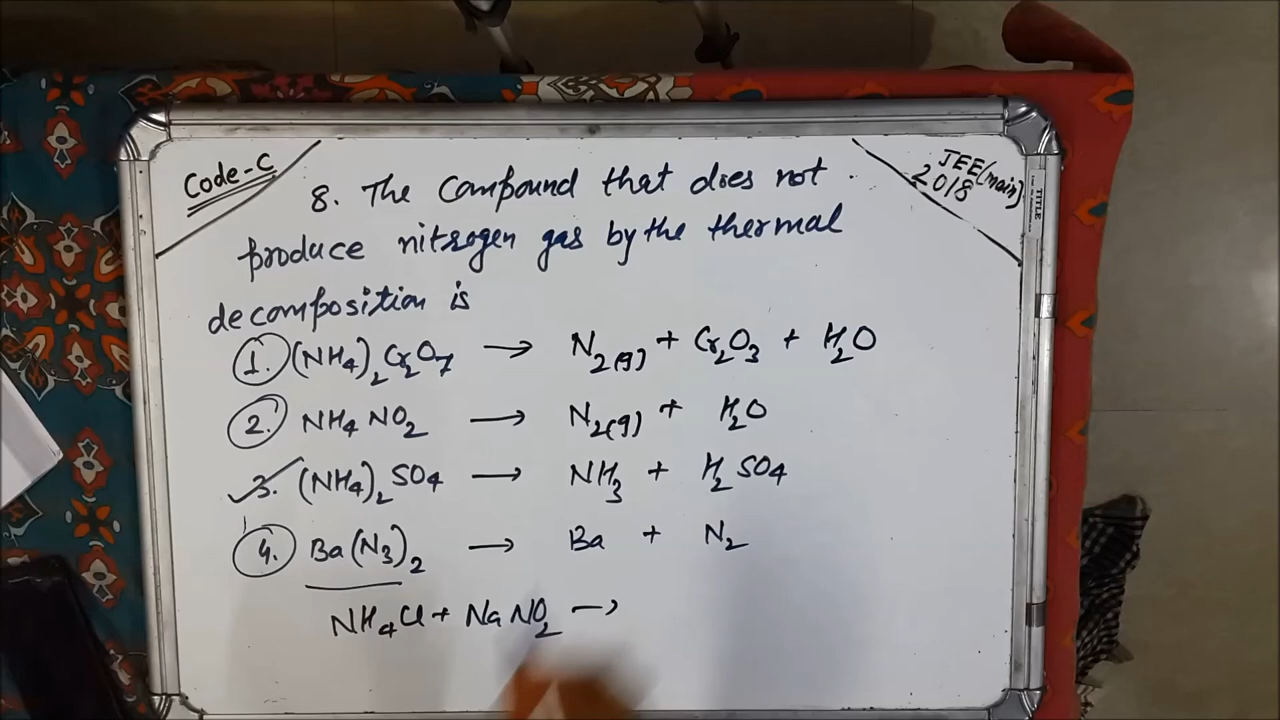 Code-C
JEE(main)
2018
8. The Compound that does not
produce nitrogen gas by the thermal
decomposition is
1. (NH4)2Cr2O7 → N2(g) + Cr2O3 + H2O
2. NH4NO2 → N2(g) + H2O
3. (NH4)2SO4 → NH3 + H2SO4
4. Ba(N3)2 → Ba + N2
NH4Cl + NaNO2 →
TITLE